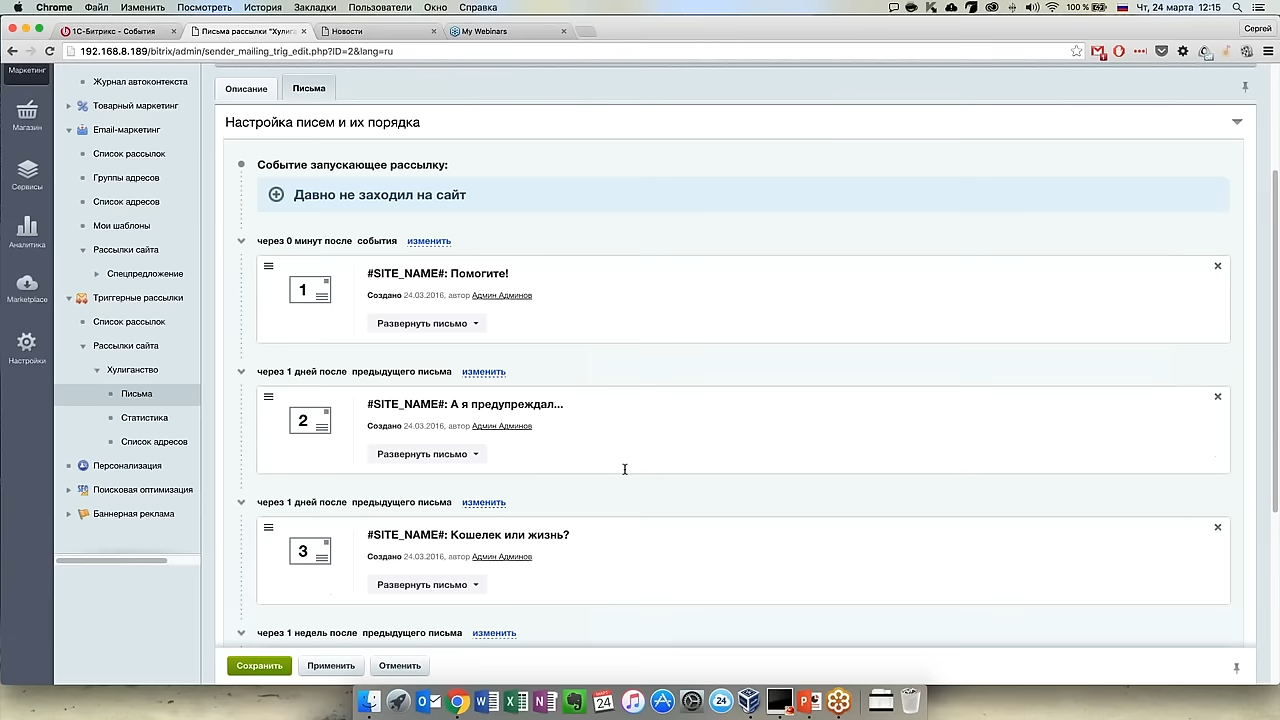 Chrome Файл Изменить Посмотреть История Закладки Пользователи Окно Справка 100 % Чт, 24 марта 12:15
1С-Битрикс - События Письма рассылки "Хулиг Новости My Webinars Сергей
192.168.8.189/bitrix/admin/sender_mailing_trig_edit.php?ID=2&lang=ru
Маркетинг
Магазин
Сервисы
Аналитика
Marketplace
Настройки
Журнал автоконтекста
Товарный маркетинг
Email-маркетинг
Список рассылок
Группы адресов
Список адресов
Мои шаблоны
Рассылки сайта
Спецпредложение
Триггерные рассылки
Список рассылок
Рассылки сайта
Хулиганство
Письма
Статистика
Список адресов
Персонализация
Поисковая оптимизация
Баннерная реклама
Описание Письма
Настройка писем и их порядка
Событие запускающее рассылку:
Давно не заходил на сайт
через 0 минут после события изменить
1
#SITE_NAME#: Помогите!
Создано 24.03.2016, автор Админ Админов
Развернуть письмо
через 1 дней после предыдущего письма изменить
2
#SITE_NAME#: А я предупреждал...
Создано 24.03.2016, автор Админ Админов
Развернуть письмо
через 1 дней после предыдущего письма изменить
3
#SITE_NAME#: Кошелек или жизнь?
Создано 24.03.2016, автор Админ Админов
Развернуть письмо
через 1 недель после предыдущего письма изменить
Сохранить Применить Отменить
24 24